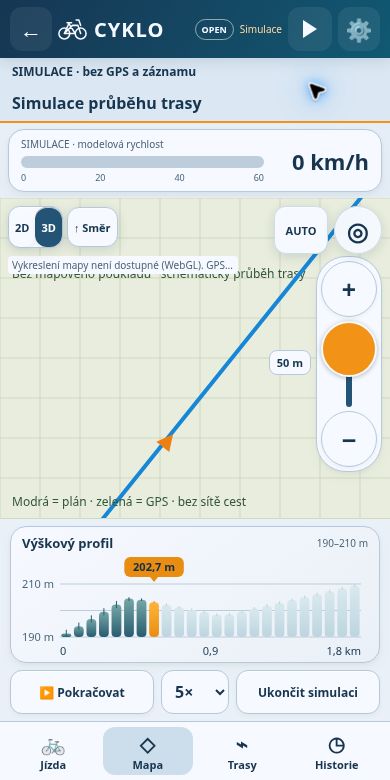 ← CYKLO OPEN Simulace
SIMULACE · bez GPS a záznamu
Simulace průběhu trasy
SIMULACE · modelová rychlost
0 20 40 60
0 km/h
2D 3D ↑ Směr AUTO
Vykreslení mapy není dostupné (WebGL). GPS…
Bez mapového podkladu · schematický průběh trasy
+
50 m
−
Modrá = plán · zelená = GPS · bez sítě cest
Výškový profil 190–210 m
202,7 m
210 m
190 m
0 0,9 1,8 km
Pokračovat 5× Ukončit simulaci
Jízda Mapa Trasy Historie